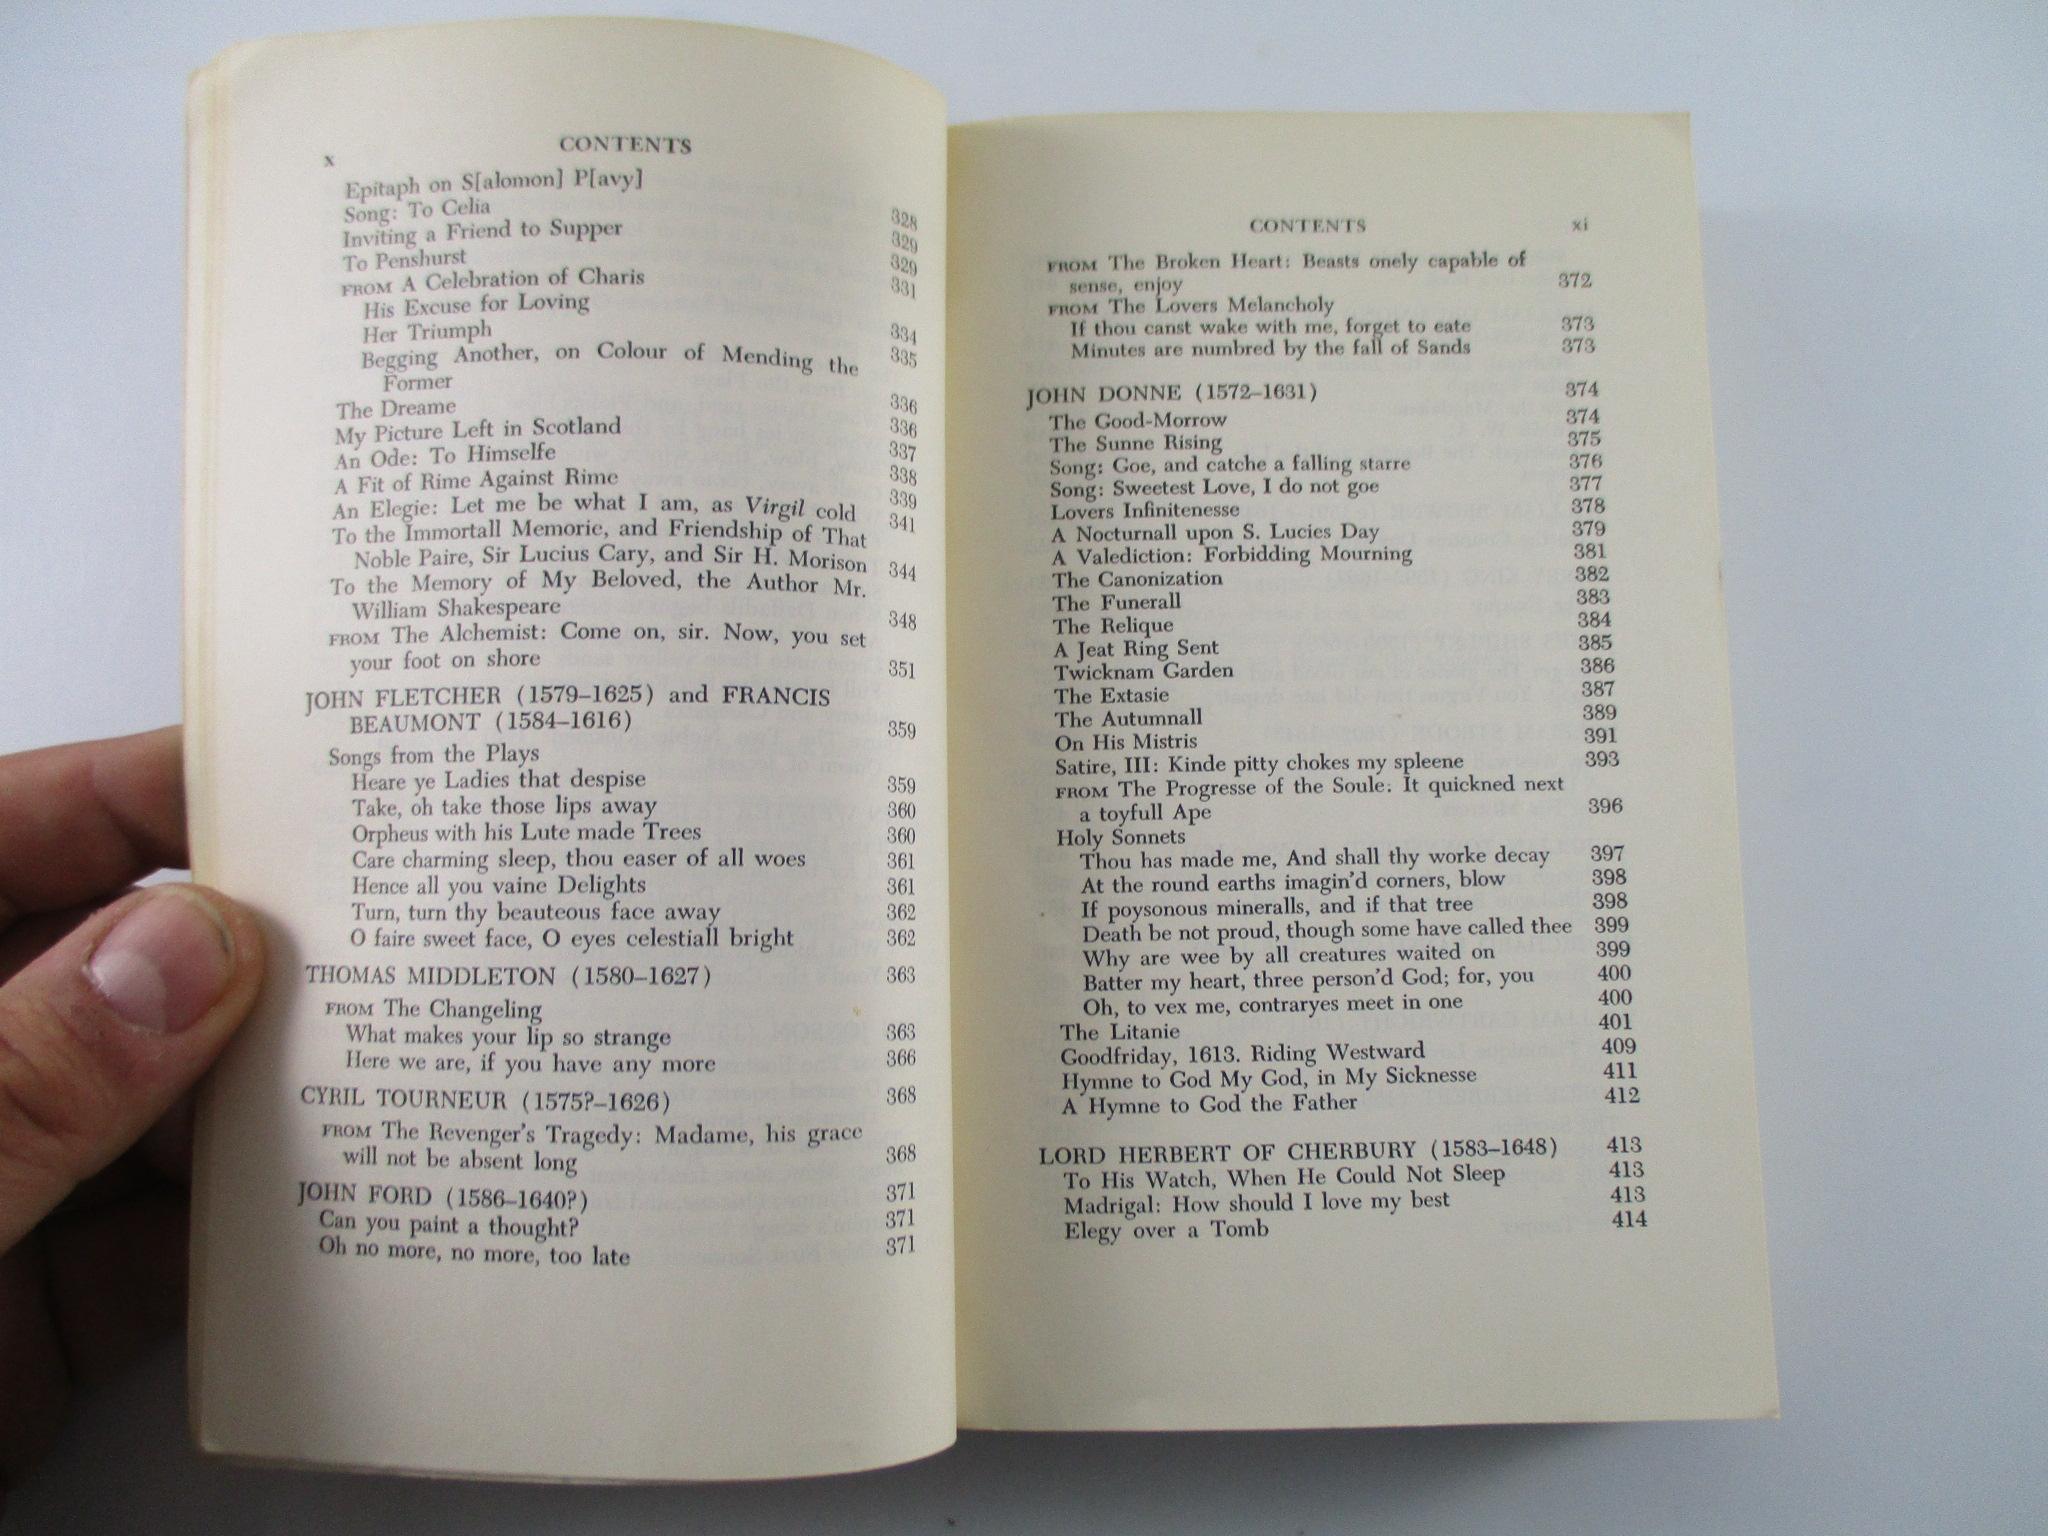 x
CONTENTS
Epitaph on S[alomon] P[avy] 328
Song: To Celia 329
Inviting a Friend to Supper 329
To Penshurst 331
FROM A Celebration of Charis
His Excuse for Loving 334
Her Triumph 335
Begging Another, on Colour of Mending the
Former 336
The Dreame 336
My Picture Left in Scotland 337
An Ode: To Himselfe 338
A Fit of Rime Against Rime 339
An Elegie: Let me be what I am, as Virgil cold 341
To the Immortall Memorie, and Friendship of That
Noble Paire, Sir Lucius Cary, and Sir H. Morison 344
To the Memory of My Beloved, the Author Mr.
William Shakespeare 348
FROM The Alchemist: Come on, sir. Now, you set
your foot on shore 351
JOHN FLETCHER (1579–1625) and FRANCIS
BEAUMONT (1584–1616) 359
Songs from the Plays
Heare ye Ladies that despise 359
Take, oh take those lips away 360
Orpheus with his Lute made Trees 360
Care charming sleep, thou easer of all woes 361
Hence all you vaine Delights 361
Turn, turn thy beauteous face away 362
O faire sweet face, O eyes celestiall bright 362
THOMAS MIDDLETON (1580–1627) 363
FROM The Changeling
What makes your lip so strange 363
Here we are, if you have any more 366
CYRIL TOURNEUR (1575?–1626) 368
FROM The Revenger's Tragedy: Madame, his grace
will not be absent long 368
JOHN FORD (1586–1640?) 371
Can you paint a thought? 371
Oh no more, no more, too late 371
CONTENTS xi
FROM The Broken Heart: Beasts onely capable of
sense, enjoy 372
FROM The Lovers Melancholy
If thou canst wake with me, forget to eate 373
Minutes are numbred by the fall of Sands 373
JOHN DONNE (1572–1631) 374
The Good-Morrow 374
The Sunne Rising 375
Song: Goe, and catche a falling starre 376
Song: Sweetest Love, I do not goe 377
Lovers Infinitenesse 378
A Nocturnall upon S. Lucies Day 379
A Valediction: Forbidding Mourning 381
The Canonization 382
The Funerall 383
The Relique 384
A Jeat Ring Sent 385
Twicknam Garden 386
The Extasie 387
The Autumnall 389
On His Mistris 391
Satire, III: Kinde pitty chokes my spleene 393
FROM The Progresse of the Soule: It quickned next
a toyfull Ape 396
Holy Sonnets
Thou has made me, And shall thy worke decay 397
At the round earths imagin'd corners, blow 398
If poysonous mineralls, and if that tree 398
Death be not proud, though some have called thee 399
Why are wee by all creatures waited on 399
Batter my heart, three person'd God; for, you 400
Oh, to vex me, contraryes meet in one 400
The Litanie 401
Goodfriday, 1613. Riding Westward 409
Hymne to God My God, in My Sicknesse 411
A Hymne to God the Father 412
LORD HERBERT OF CHERBURY (1583–1648) 413
To His Watch, When He Could Not Sleep 413
Madrigal: How should I love my best 413
Elegy over a Tomb 414